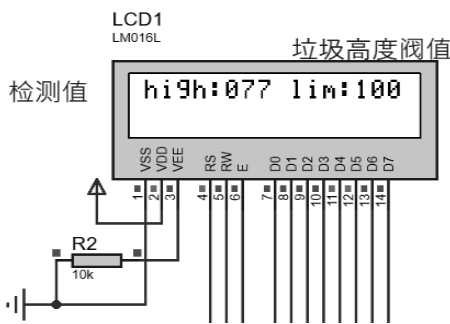 LCD1
LM016L
垃圾高度阀值
检测值
high:077 lim:100
VSS VDD VEE RS RW E D0 D1 D2 D3 D4 D5 D6 D7
1 2 3 4 5 6 7 8 9 10 11 12 13 14
R2
10k